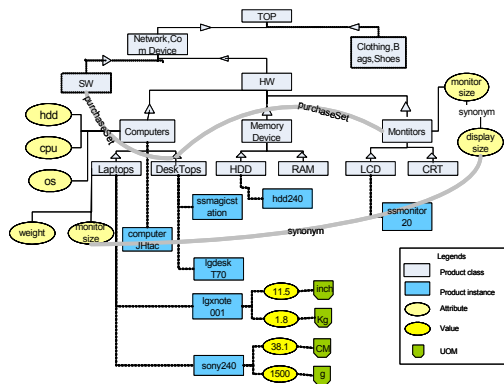 TOP
Network,Com
m Device
Clothing,B
ags,Shoes
SW
HW
monitor
size
hdd
purchaseSet
Computers
Memory
Device
purchaseSet
Montitors
synonym
cpu
display
size
os
Laptops
DeskTops
HDD
RAM
LCD
CRT
weight
monitor
size
computer
JHtac
ssmagicst
ation
hdd240
ssmonitor
20
synonym
lgdesk
T70
lgxnote
001
11.5
inch
1.8
Kg
sony240
38.1
CM
1500
g
Legends
Product class
Product instance
Attribute
Value
UOM